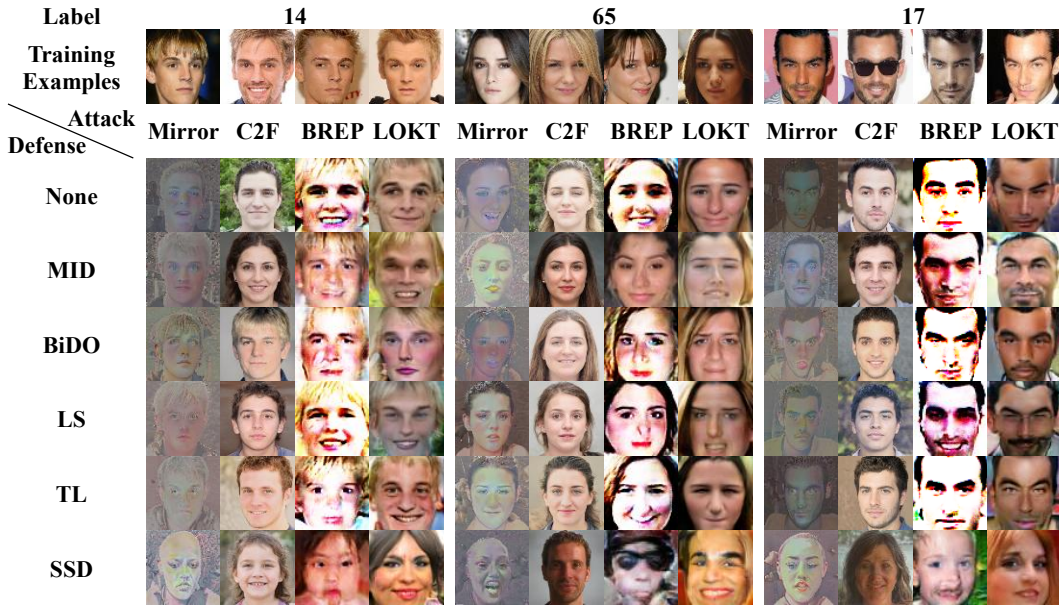 Label 14 65 17
Training
Examples
Attack
Defense
Mirror C2F BREP LOKT Mirror C2F BREP LOKT Mirror C2F BREP LOKT
None
MID
BiDO
LS
TL
SSD